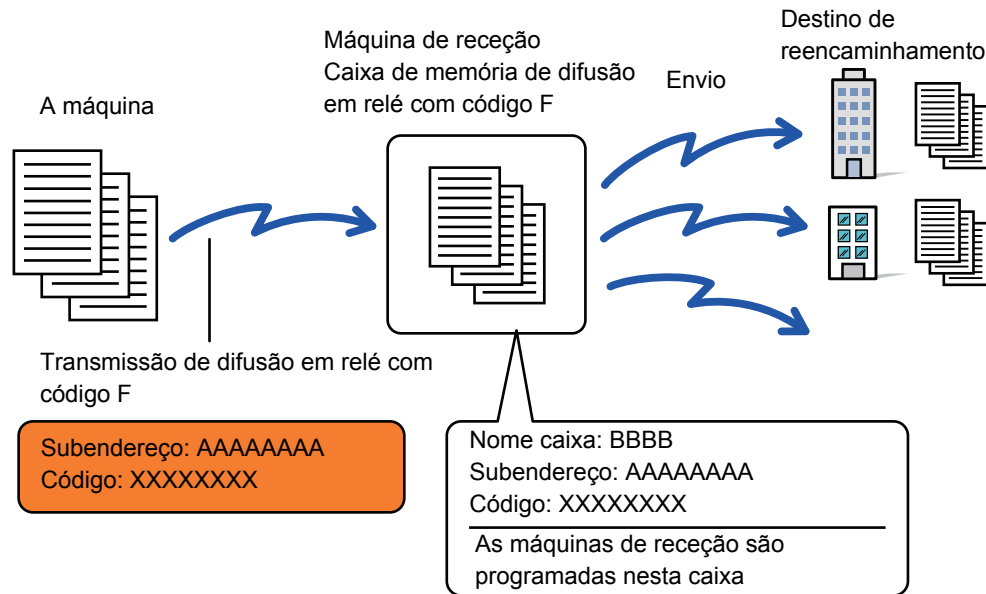 A máquina
Máquina de receção
Caixa de memória de difusão
em relé com código F
Envio
Destino de
reencaminhamento
Transmissão de difusão em relé com
código F
Subendereço: AAAAAAAA
Código: XXXXXXXX
Nome caixa: BBBB
Subendereço: AAAAAAAA
Código: XXXXXXXX
As máquinas de receção são
programadas nesta caixa